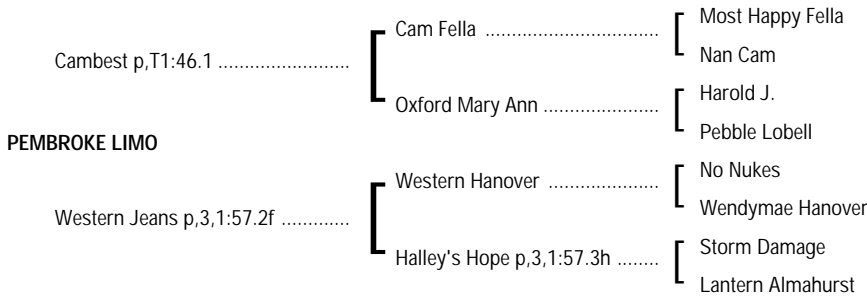 Most Happy Fella
Cam Fella ................................
Nan Cam
Cambest p,T1:46.1 .........................
Harold J.
Oxford Mary Ann ......................
Pebble Lobell
PEMBROKE LIMO
No Nukes
Western Hanover .....................
Wendymae Hanover
Western Jeans p,3,1:57.2f .............
Storm Damage
Halley's Hope p,3,1:57.3h ........
Lantern Almahurst